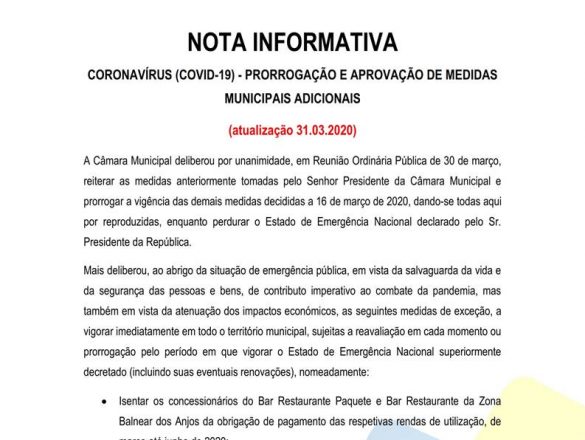 NOTA INFORMATIVA
CORONAVÍRUS (COVID-19) - PRORROGAÇÃO E APROVAÇÃO DE MEDIDAS
MUNICIPAIS ADICIONAIS
(atualização 31.03.2020)
A Câmara Municipal deliberou por unanimidade, em Reunião Ordinária Pública de 30 de março,
reiterar as medidas anteriormente tomadas pelo Senhor Presidente da Câmara Municipal e
prorrogar a vigência das demais medidas decididas a 16 de março de 2020, dando-se todas aqui
por reproduzidas, enquanto perdurar o Estado de Emergência Nacional declarado pelo Sr.
Presidente da República.
Mais deliberou, ao abrigo da situação de emergência pública, em vista da salvaguarda da vida e
da segurança das pessoas e bens, de contributo imperativo ao combate da pandemia, mas
também em vista da atenuação dos impactos económicos, as seguintes medidas de exceção, a
vigorar imediatamente em todo o território municipal, sujeitas a reavaliação em cada momento ou
prorrogação pelo período em que vigorar o Estado de Emergência Nacional superiormente
decretado (incluindo suas eventuais renovações), nomeadamente:
• Isentar os concessionários do Bar Restaurante Paquete e Bar Restaurante da Zona
Balnear dos Anjos da obrigação de pagamento das respetivas rendas de utilização, de
março até junho de 2020;